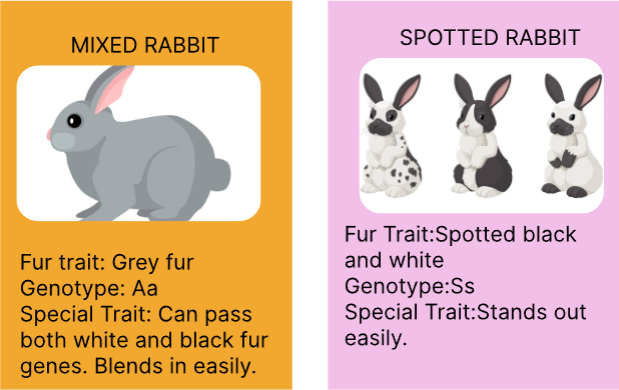 MIXED RABBIT
Fur trait: Grey fur
Genotype: Aa
Special Trait: Can pass
both white and black fur
genes. Blends in easily.
SPOTTED RABBIT
Fur Trait:Spotted black
and white
Genotype:Ss
Special Trait:Stands out
easily.